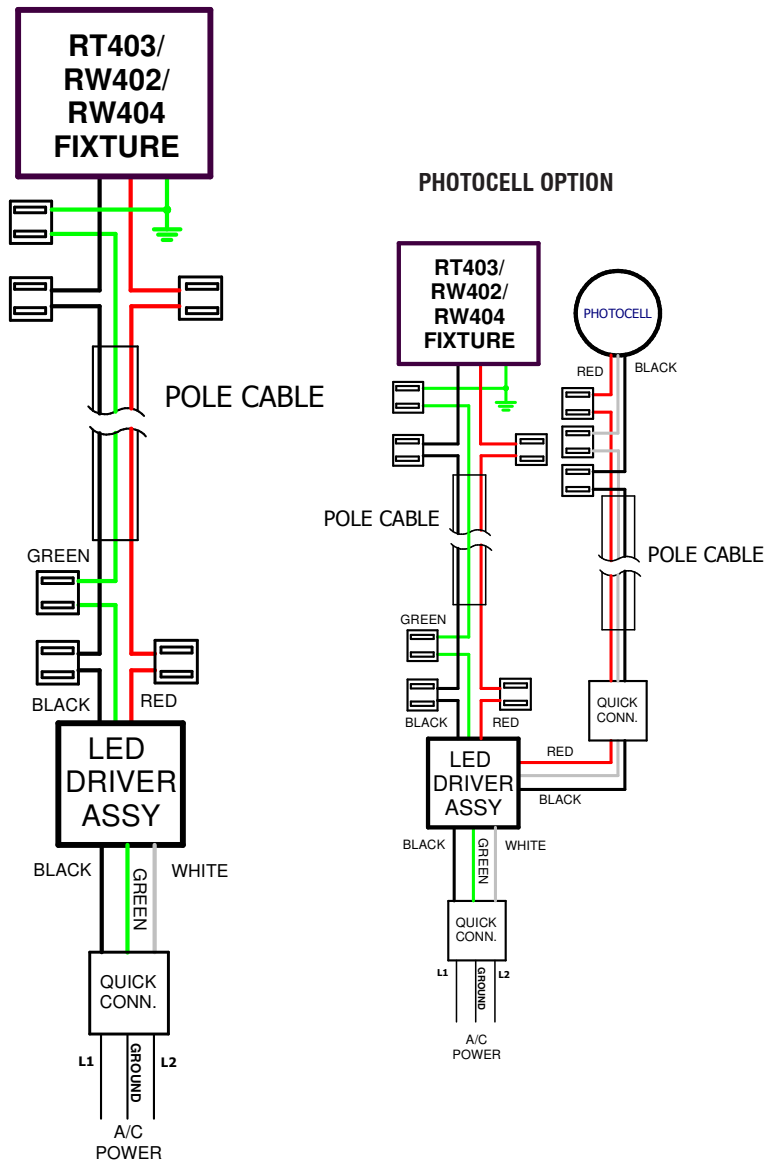 RT403/
RW402/
RW404
FIXTURE
POLE CABLE
GREEN
BLACK
RED
LED
DRIVER
ASSY
BLACK
GREEN
WHITE
QUICK
CONN.
L1
GROUND
L2
A/C
POWER
PHOTOCELL OPTION
RT403/
RW402/
RW404
FIXTURE
PHOTOCELL
RED
BLACK
POLE CABLE
POLE CABLE
GREEN
BLACK
RED
QUICK
CONN.
LED
DRIVER
ASSY
RED
BLACK
BLACK
GREEN
WHITE
QUICK
CONN.
L1
GROUND
L2
A/C
POWER